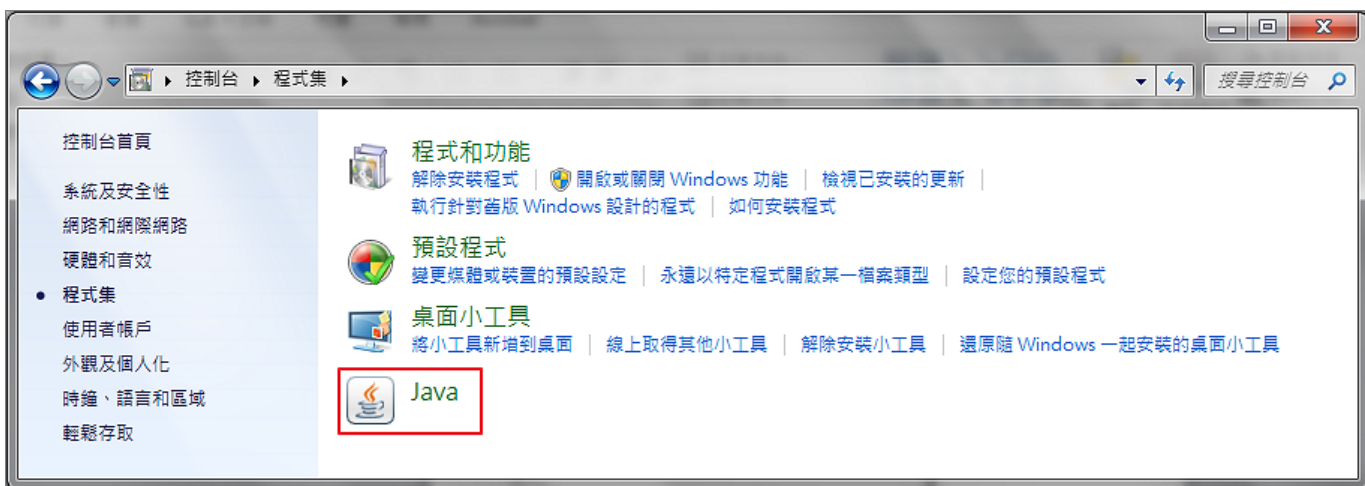 控制台 ▸ 程式集 ▸
搜尋控制台
控制台首頁
系統及安全性
網路和網際網路
硬體和音效
程式集
使用者帳戶
外觀及個人化
時鐘、語言和區域
輕鬆存取
程式和功能
解除安裝程式 | 開啟或關閉 Windows 功能 | 檢視已安裝的更新 |
執行針對舊版 Windows 設計的程式 | 如何安裝程式
預設程式
變更媒體或裝置的預設設定 | 永遠以特定程式開啟某一檔案類型 | 設定您的預設程式
桌面小工具
將小工具新增到桌面 | 線上取得其他小工具 | 解除安裝小工具 | 還原隨 Windows 一起安裝的桌面小工具
Java